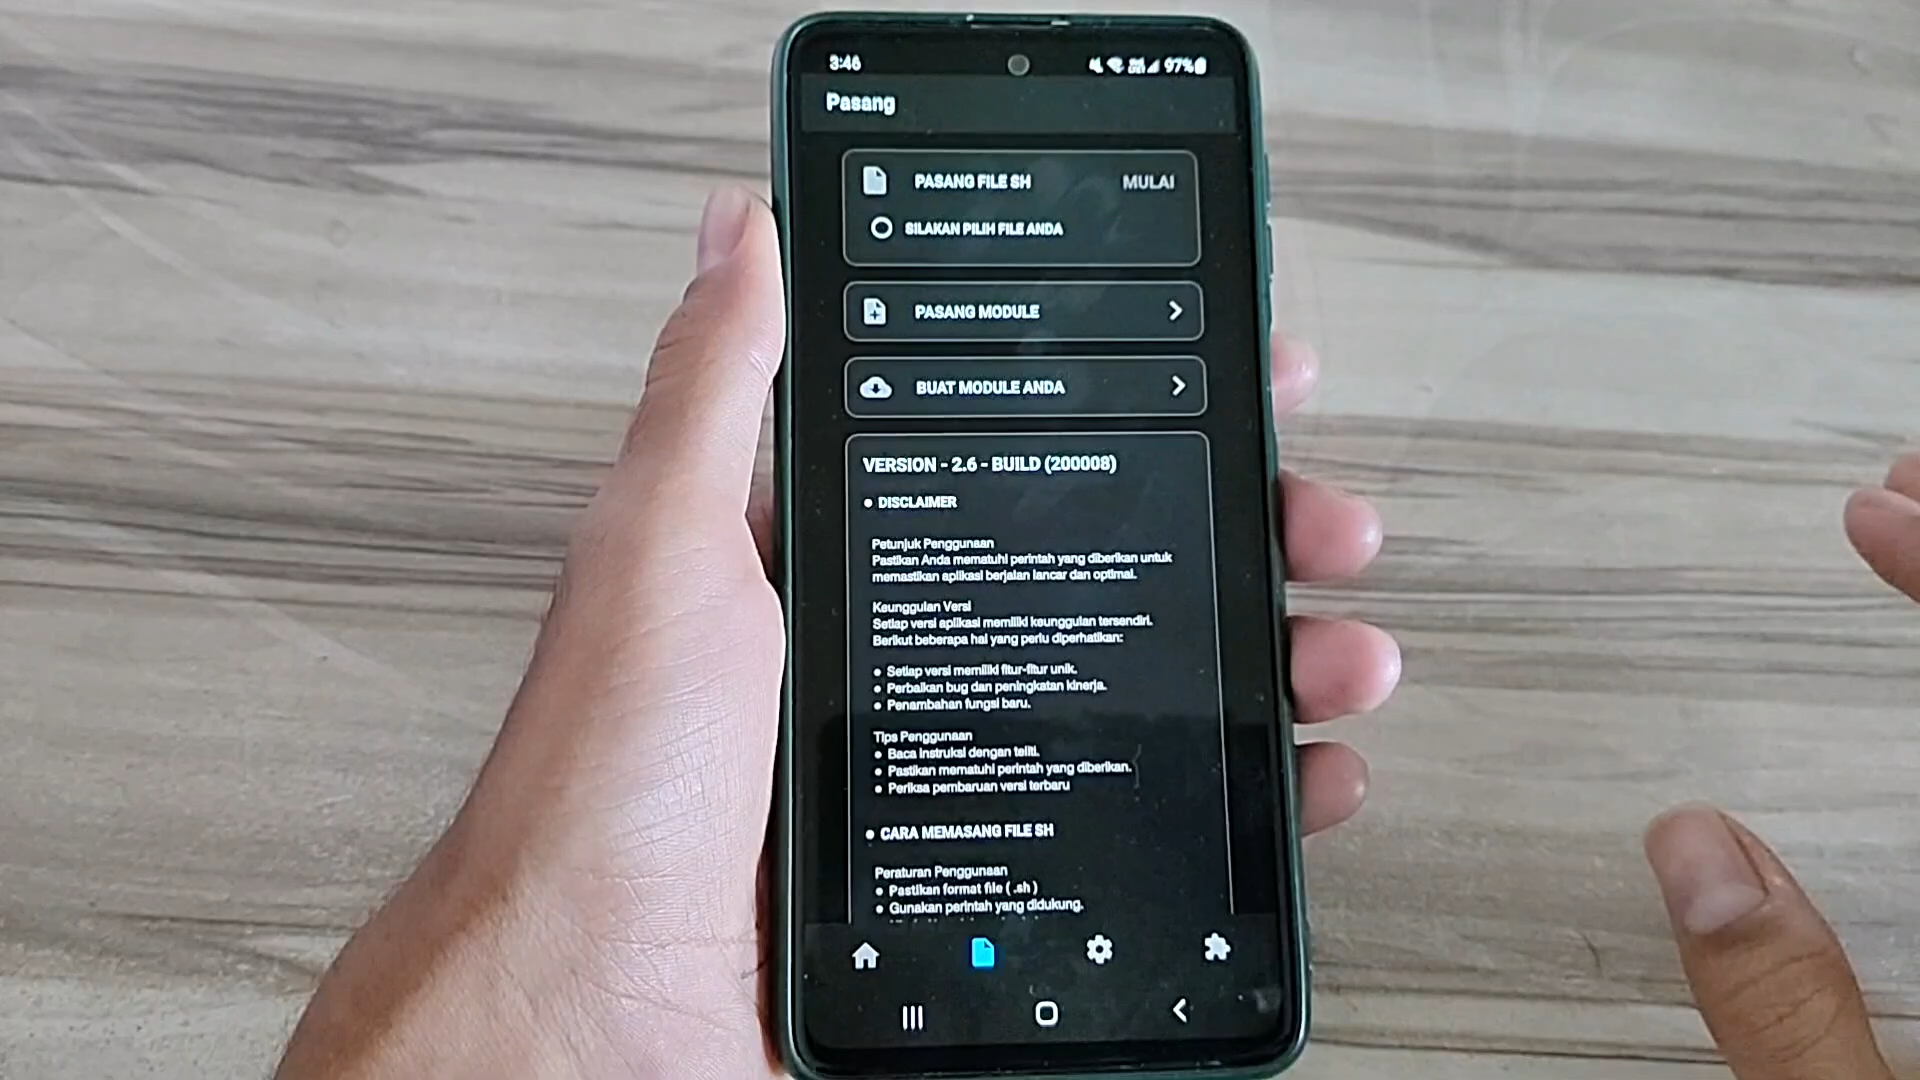 3:46
97%
Pasang
PASANG FILE SH
MULAI
SILAKAN PILIH FILE ANDA
PASANG MODULE
BUAT MODULE ANDA
VERSION - 2.6 - BUILD (200008)
● DISCLAIMER
Petunjuk Penggunaan
Pastikan Anda mematuhi perintah yang diberikan untuk
memastikan aplikasi berjalan lancar dan optimal.
Keunggulan Versi
Setiap versi aplikasi memiliki keunggulan tersendiri.
Berikut beberapa hal yang perlu diperhatikan:
● Setiap versi memiliki fitur-fitur unik.
● Perbaikan bug dan peningkatan kinerja.
● Penambahan fungsi baru.
Tips Penggunaan
● Baca instruksi dengan teliti.
● Pastikan mematuhi perintah yang diberikan.
● Periksa pembaruan versi terbaru
● CARA MEMASANG FILE SH
Peraturan Penggunaan
● Pastikan format file ( .sh )
● Gunakan perintah yang didukung.